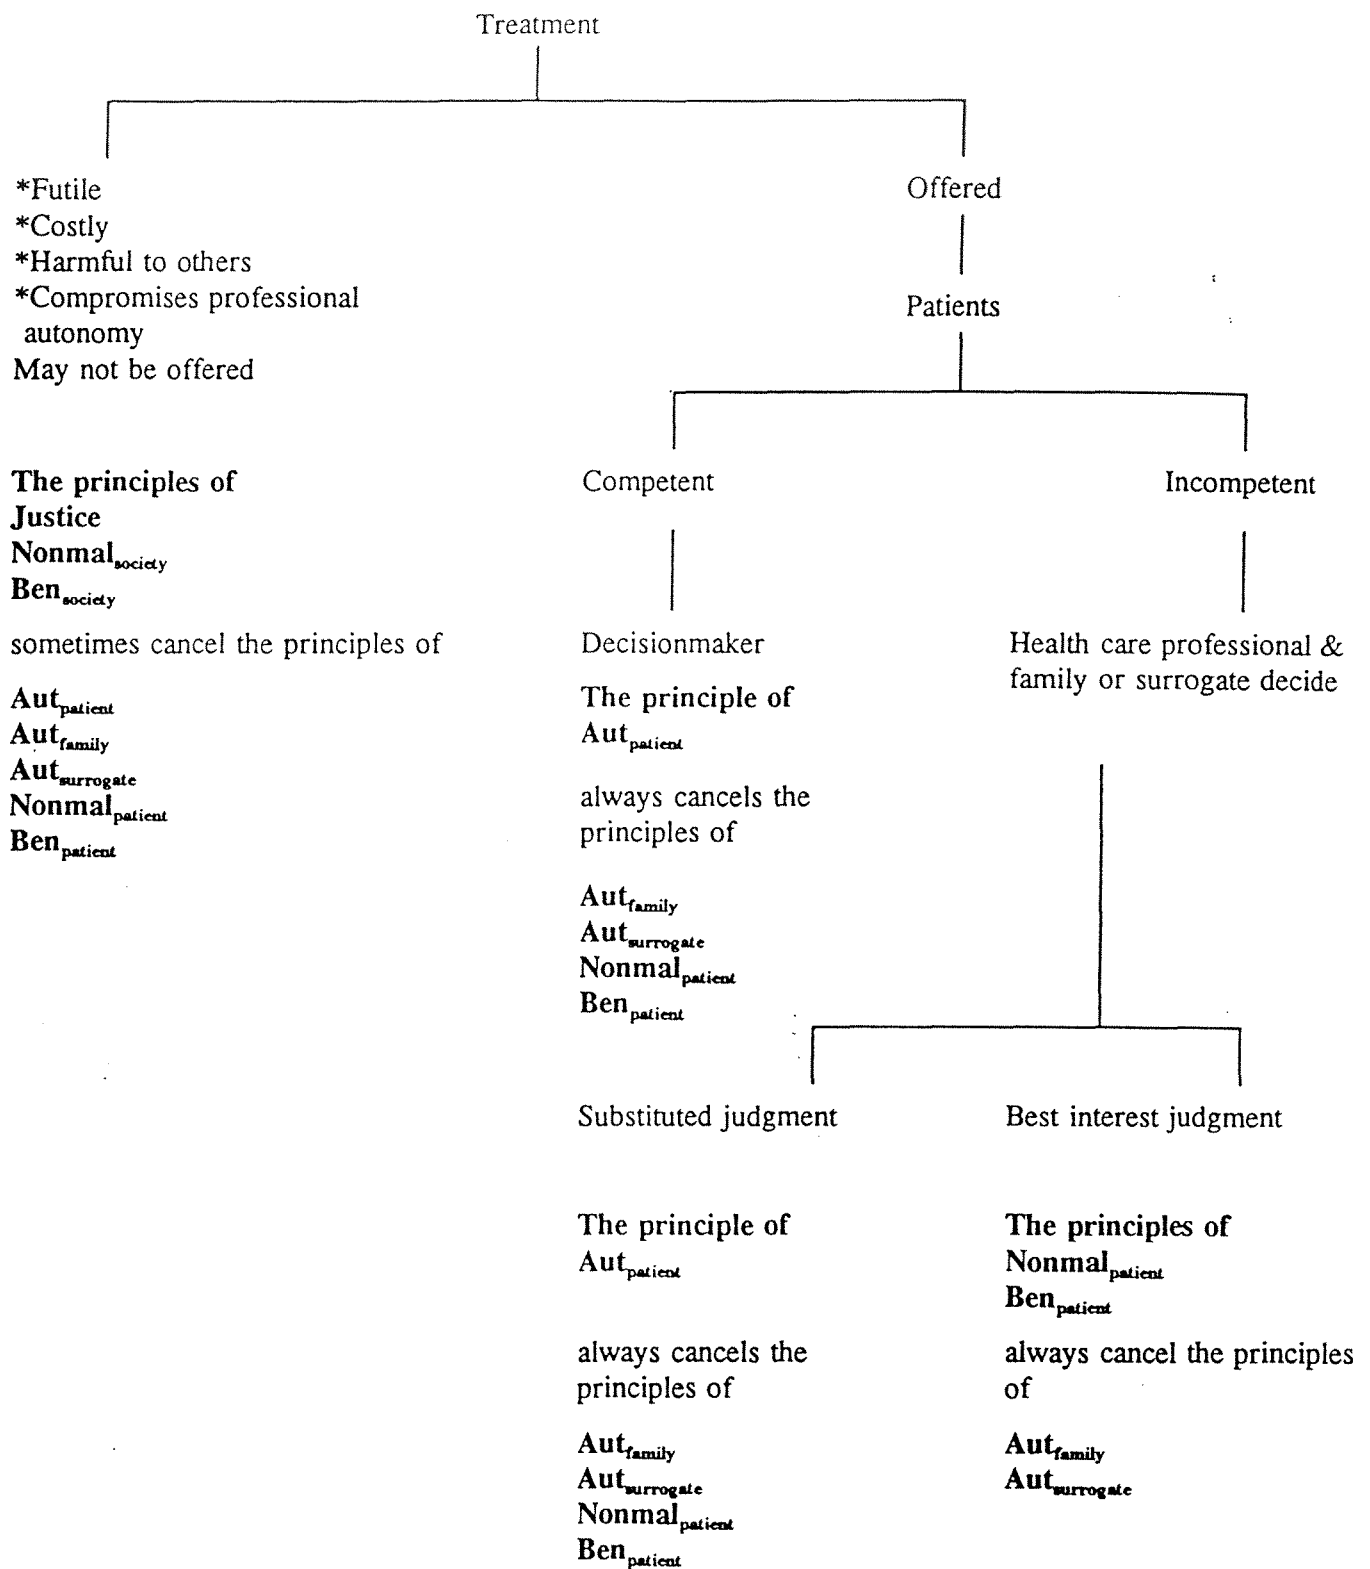 Treatment
*Futile
*Costly
*Harmful to others
*Compromises professional
autonomy
May not be offered
The principles of
Justice
Nonmal society
Ben society
sometimes cancel the principles of
Aut patient
Aut family
Aut surrogate
Nonmal patient
Ben patient
Offered
Patients
Competent
Decisionmaker
The principle of
Aut patient
always cancels the
principles of
Aut family
Aut surrogate
Nonmal patient
Ben patient
Incompetent
Health care professional &
family or surrogate decide
Substituted judgment
The principle of
Aut patient
always cancels the
principles of
Aut family
Aut surrogate
Nonmal patient
Ben patient
Best interest judgment
The principles of
Nonmal patient
Ben patient
always cancel the principles
of
Aut family
Aut surrogate